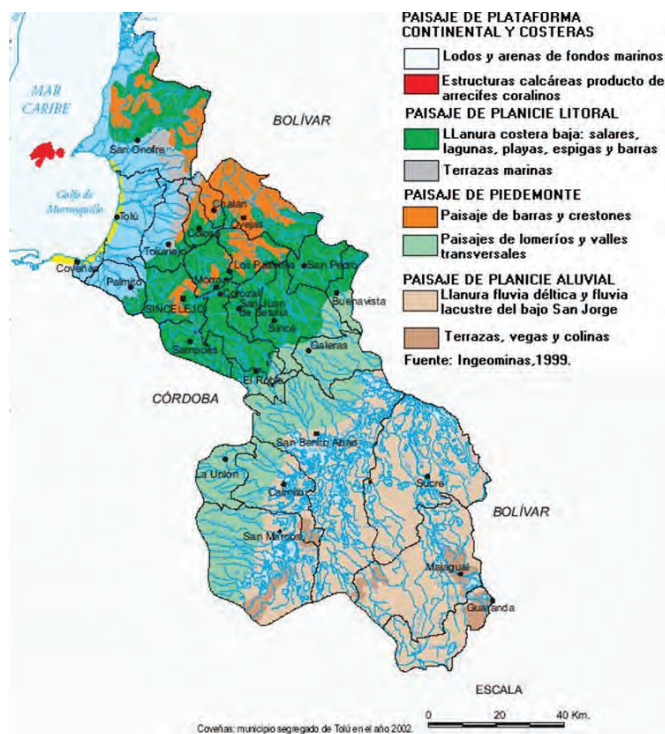 PAISAJE DE PLATAFORMA
CONTINENTAL Y COSTERAS
Lodos y arenas de fondos marinos
Estructuras calcáreas producto de
arrecifes coralinos
PAISAJE DE PLANICIE LITORAL
LLanura costera baja: salares,
lagunas, playas, espigas y barras
Terrazas marinas
PAISAJE DE PIEDEMONTE
Paisaje de barras y crestones
Paisajes de lomeríos y valles
transversales
PAISAJE DE PLANICIE ALUVIAL
Llanura fluvia déltica y fluvia
lacustre del bajo San Jorge
Terrazas, vegas y colinas
Fuente: Ingeominas,1999.
MAR
CARIBE
BOLÍVAR
San Onofre
Golfo de
Morrosquillo
Tolú
Chalán
Ovejas
Coloso
Toluviejo
Coveñas
Palmito
Los Palmitos
San Pedro
Morroa
Corozal
Buenavista
SINCELEJO
San Juan
De Betulia
Sincé
Sampués
Galeras
El Roble
CÓRDOBA
San Benito Abad
La Unión
Caimito
Sucre
San Marcos
BOLÍVAR
Majagual
Guaranda
ESCALA
0 20 40 Km.
Coveñas: municipio segregado de Tolú en el año 2002.